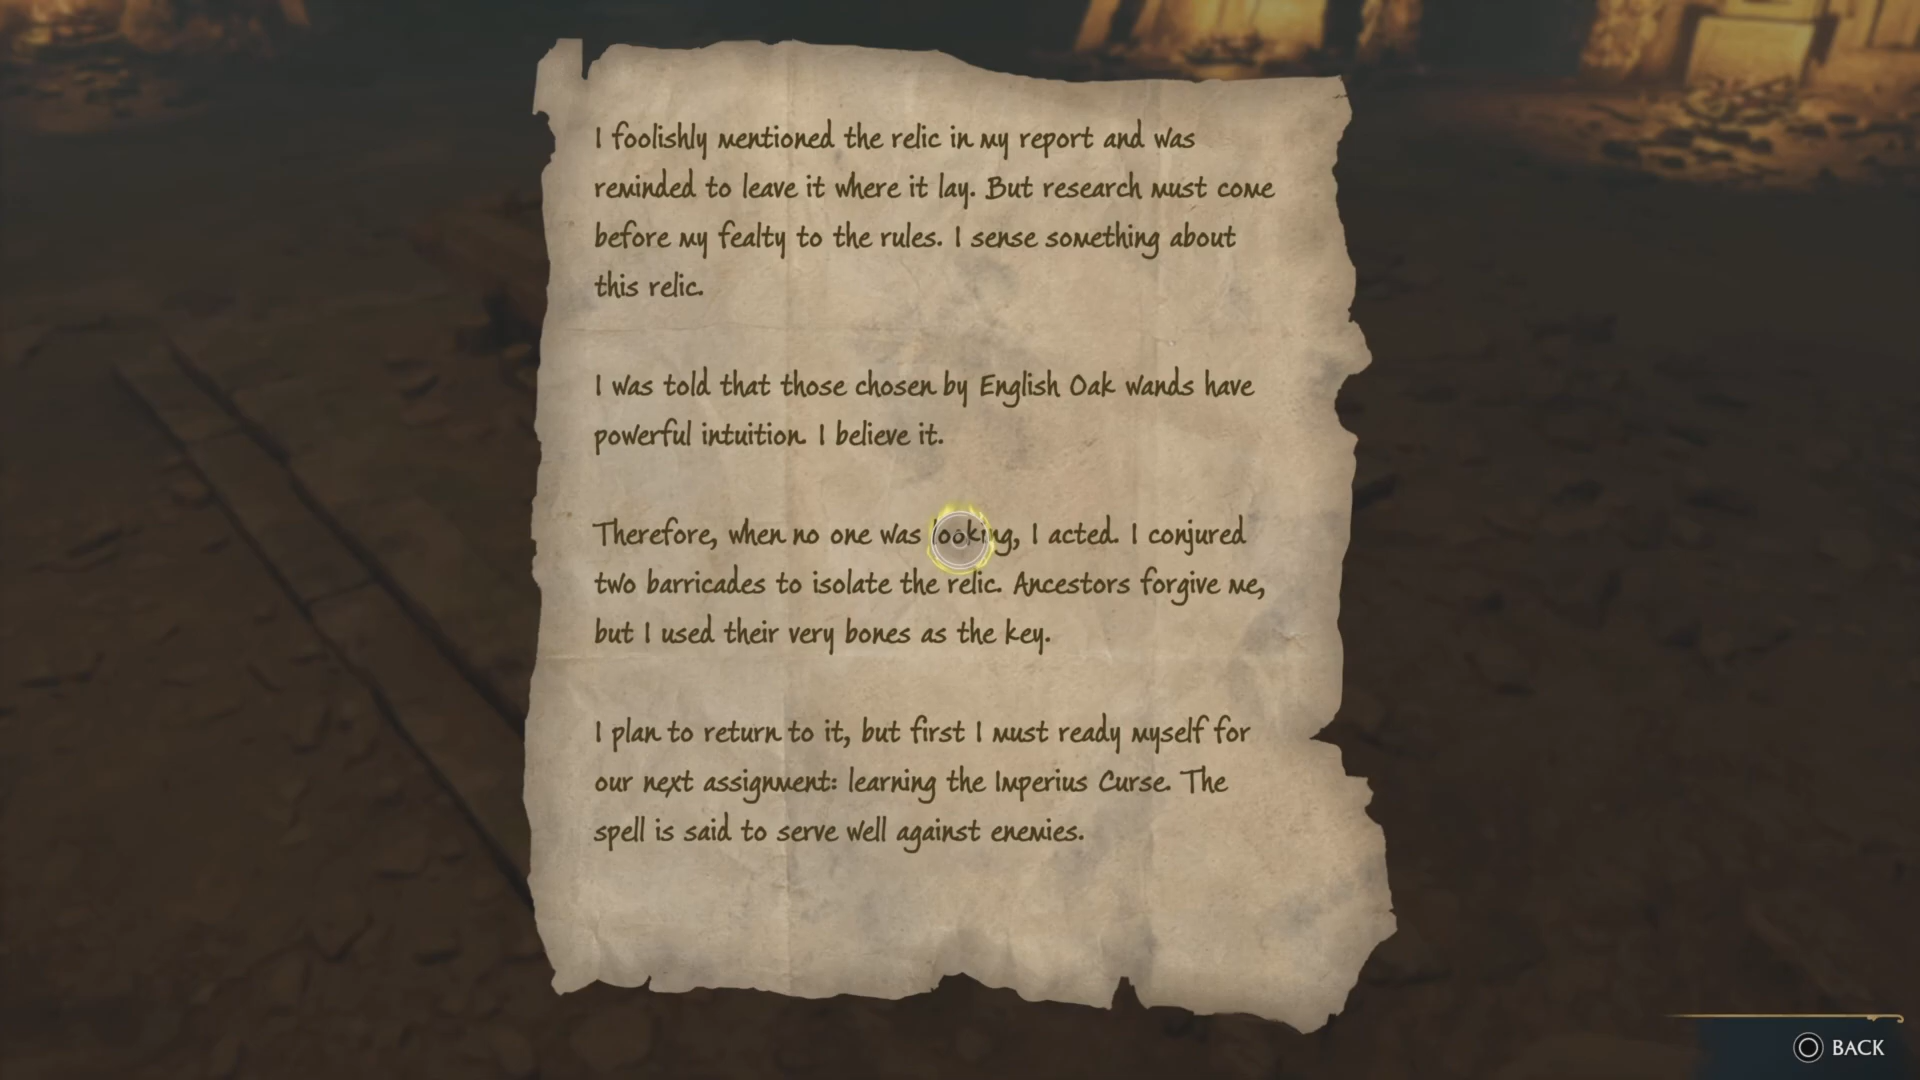 I foolishly mentioned the relic in my report and was
reminded to leave it where it lay. But research must come
before my fealty to the rules. I sense something about
this relic.
I was told that those chosen by English Oak wands have
powerful intuition. I believe it.
Therefore, when no one was looking, I acted. I conjured
two barricades to isolate the relic. Ancestors forgive me,
but I used their very bones as the key.
I plan to return to it, but first I must ready myself for
our next assignment: learning the Imperius Curse. The
spell is said to serve well against enemies.
BACK